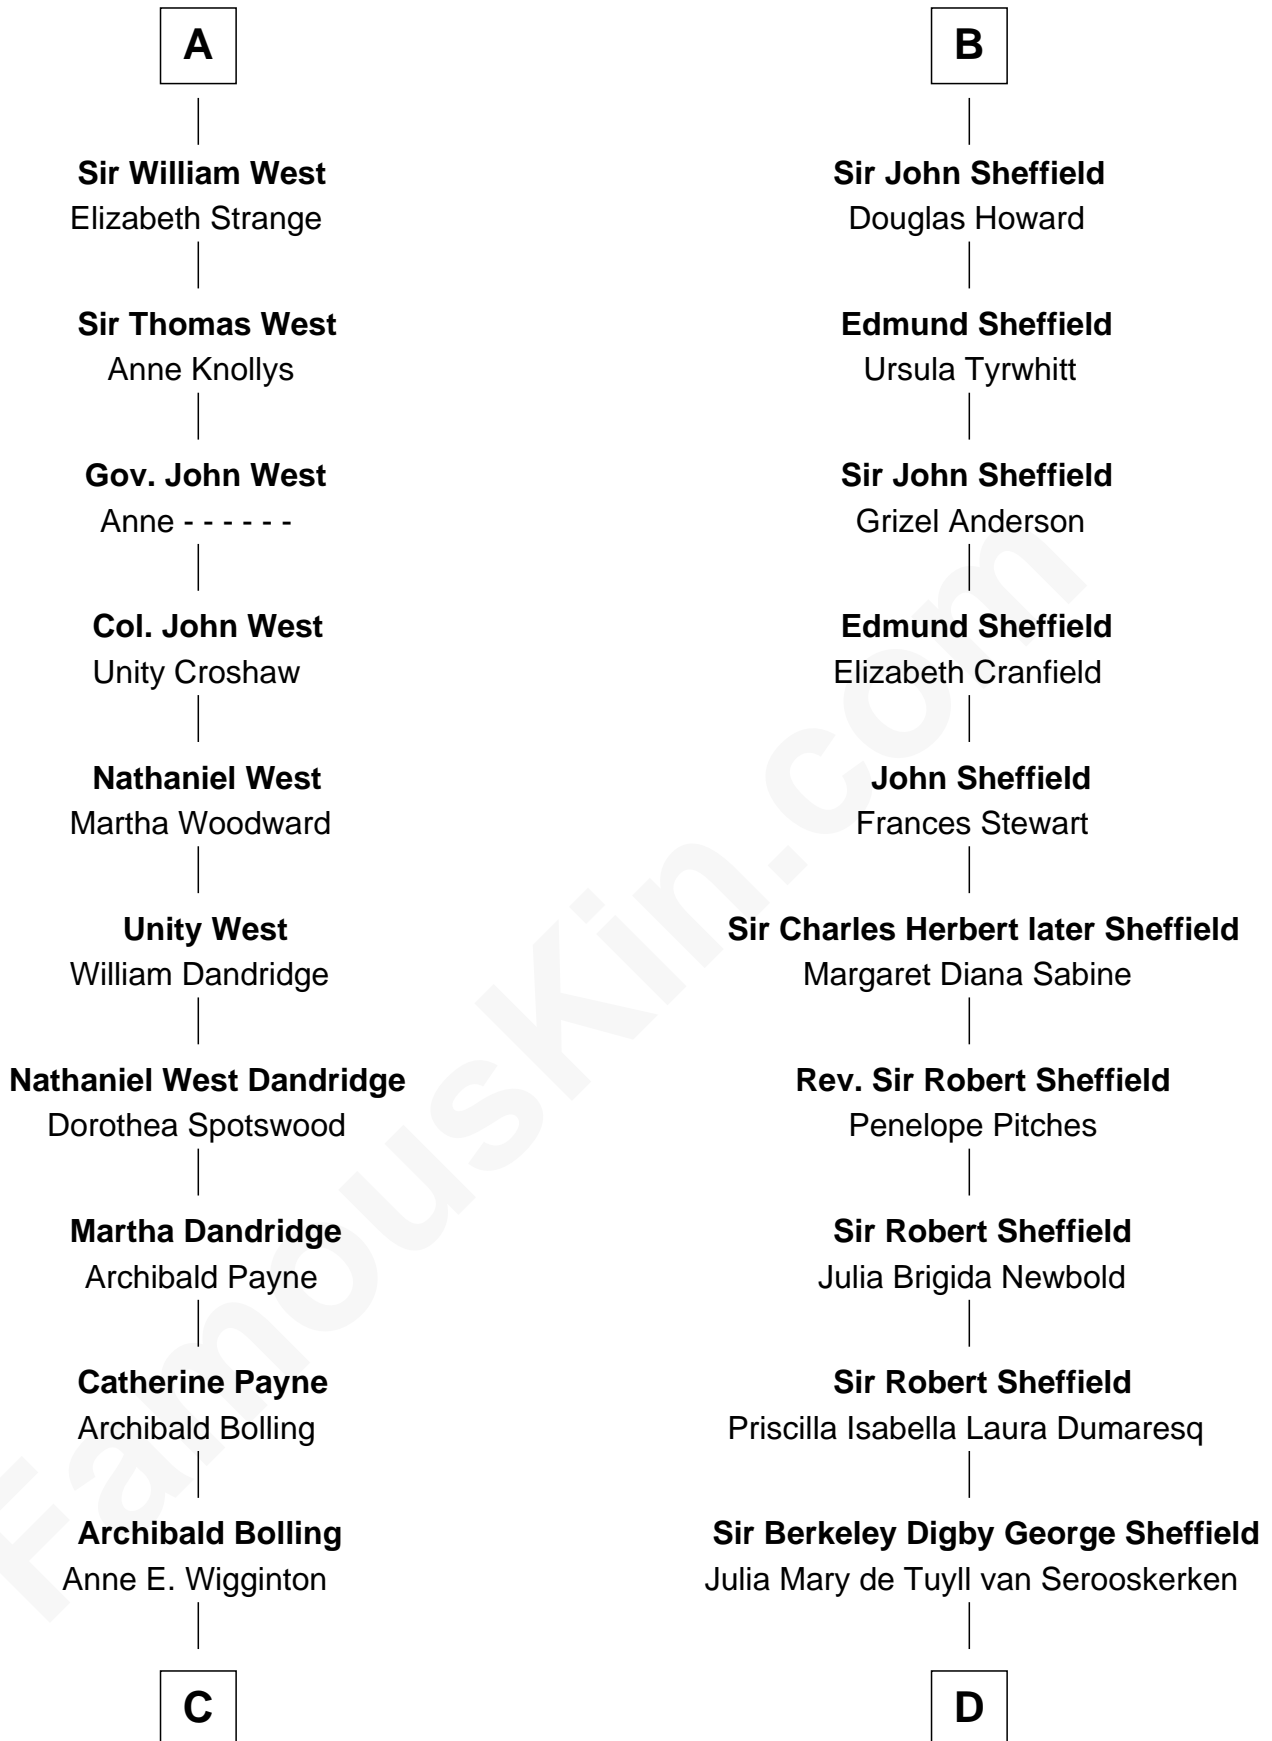 A
Sir William West
Elizabeth Strange
Sir Thomas West
Anne Knollys
Gov. John West
Anne - - - - - -
Col. John West
Unity Croshaw
Nathaniel West
Martha Woodward
Unity West
William Dandridge
Nathaniel West Dandridge
Dorothea Spotswood
Martha Dandridge
Archibald Payne
Catherine Payne
Archibald Bolling
Archibald Bolling
Anne E. Wigginton
C
B
Sir John Sheffield
Douglas Howard
Edmund Sheffield
Ursula Tyrwhitt
Sir John Sheffield
Grizel Anderson
Edmund Sheffield
Elizabeth Cranfield
John Sheffield
Frances Stewart
Sir Charles Herbert later Sheffield
Margaret Diana Sabine
Rev. Sir Robert Sheffield
Penelope Pitches
Sir Robert Sheffield
Julia Brigida Newbold
Sir Robert Sheffield
Priscilla Isabella Laura Dumaresq
Sir Berkeley Digby George Sheffield
Julia Mary de Tuyll van Serooskerken
D
FamousKin.com